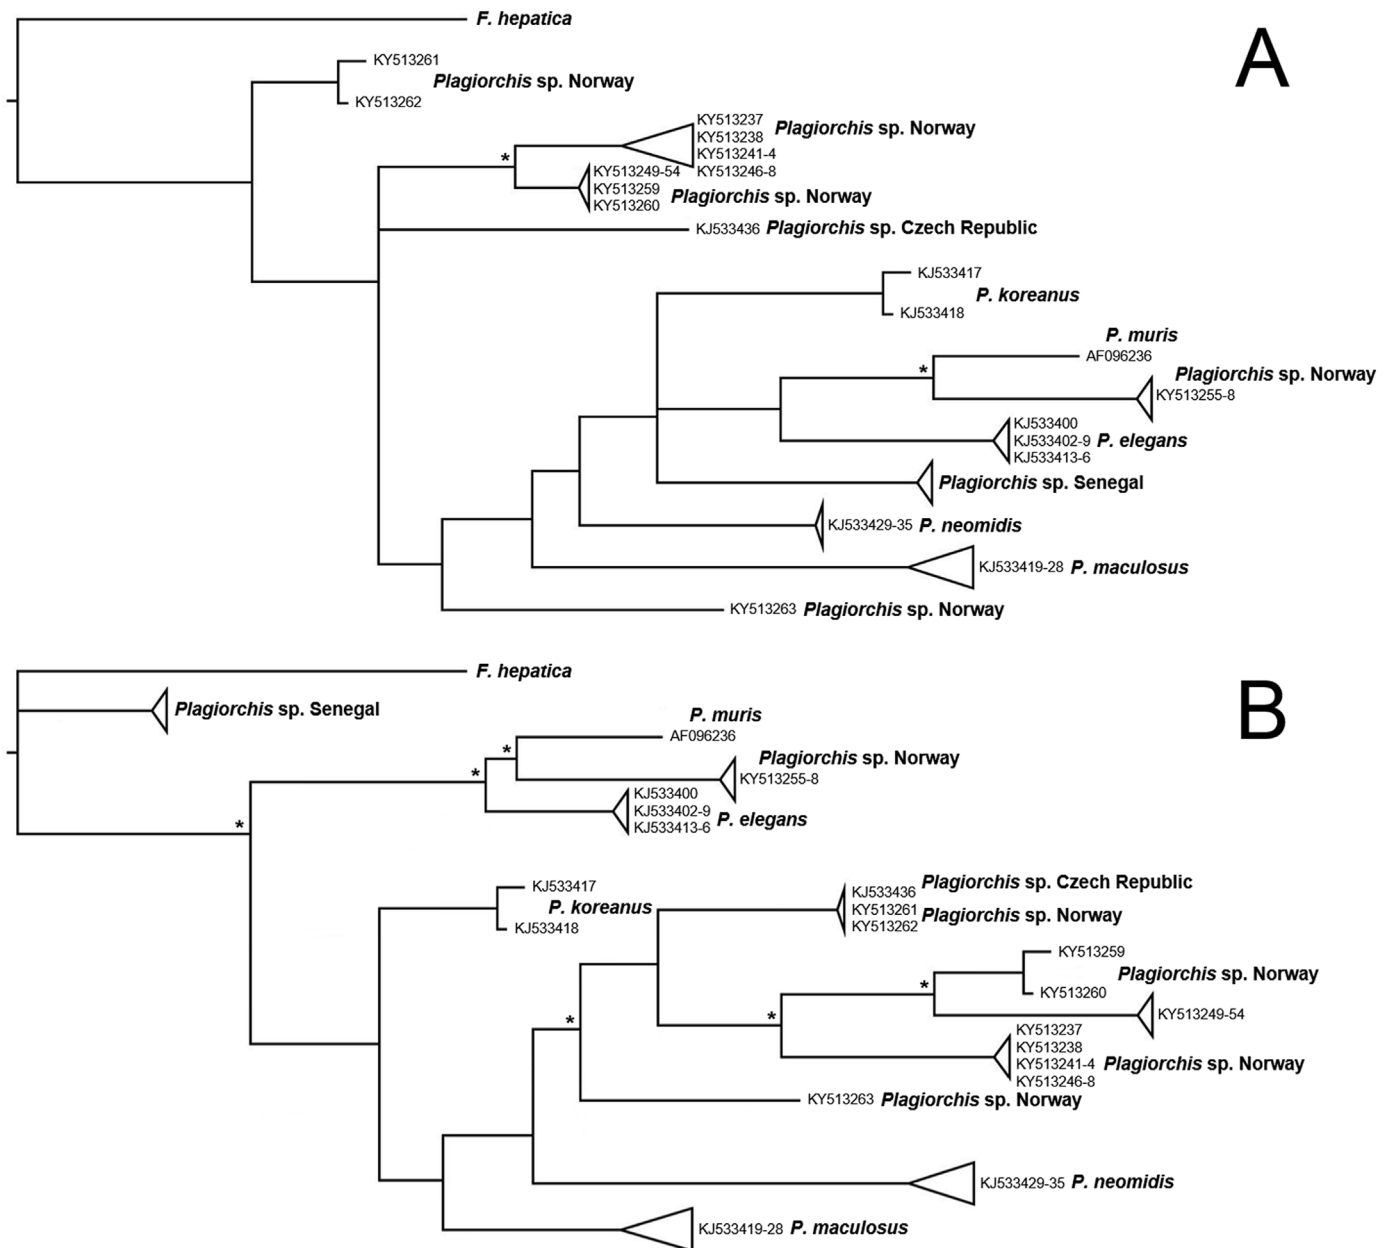 F. hepatica
A
KY513261
Plagiorchis sp. Norway
KY513262
KY513237
Plagiorchis sp. Norway
KY513238
KY513241-4
KY513246-8
*
KY513249-54
KY513259
Plagiorchis sp. Norway
KY513260
KJ533436 Plagiorchis sp. Czech Republic
KJ533417
P. koreanus
KJ533418
P. muris
AF096236
*
Plagiorchis sp. Norway
KY513255-8
KJ533400
KJ533402-9 P. elegans
KJ533413-6
Plagiorchis sp. Senegal
KJ533429-35 P. neomidis
KJ533419-28 P. maculosus
KY513263 Plagiorchis sp. Norway
F. hepatica
B
Plagiorchis sp. Senegal
P. muris
AF096236
*
Plagiorchis sp. Norway
*
KY513255-8
KJ533400
KJ533402-9 P. elegans
KJ533413-6
*
KJ533417
P. koreanus
KJ533418
Plagiorchis sp. Czech Republic
KJ533436
KY513261
Plagiorchis sp. Norway
KY513262
KY513259
Plagiorchis sp. Norway
*
KY513260
KY513249-54
*
*
KY513237
KY513238
KY513241-4 Plagiorchis sp. Norway
KY513246-8
KY513263 Plagiorchis sp. Norway
KJ533429-35 P. neomidis
KJ533419-28 P. maculosus